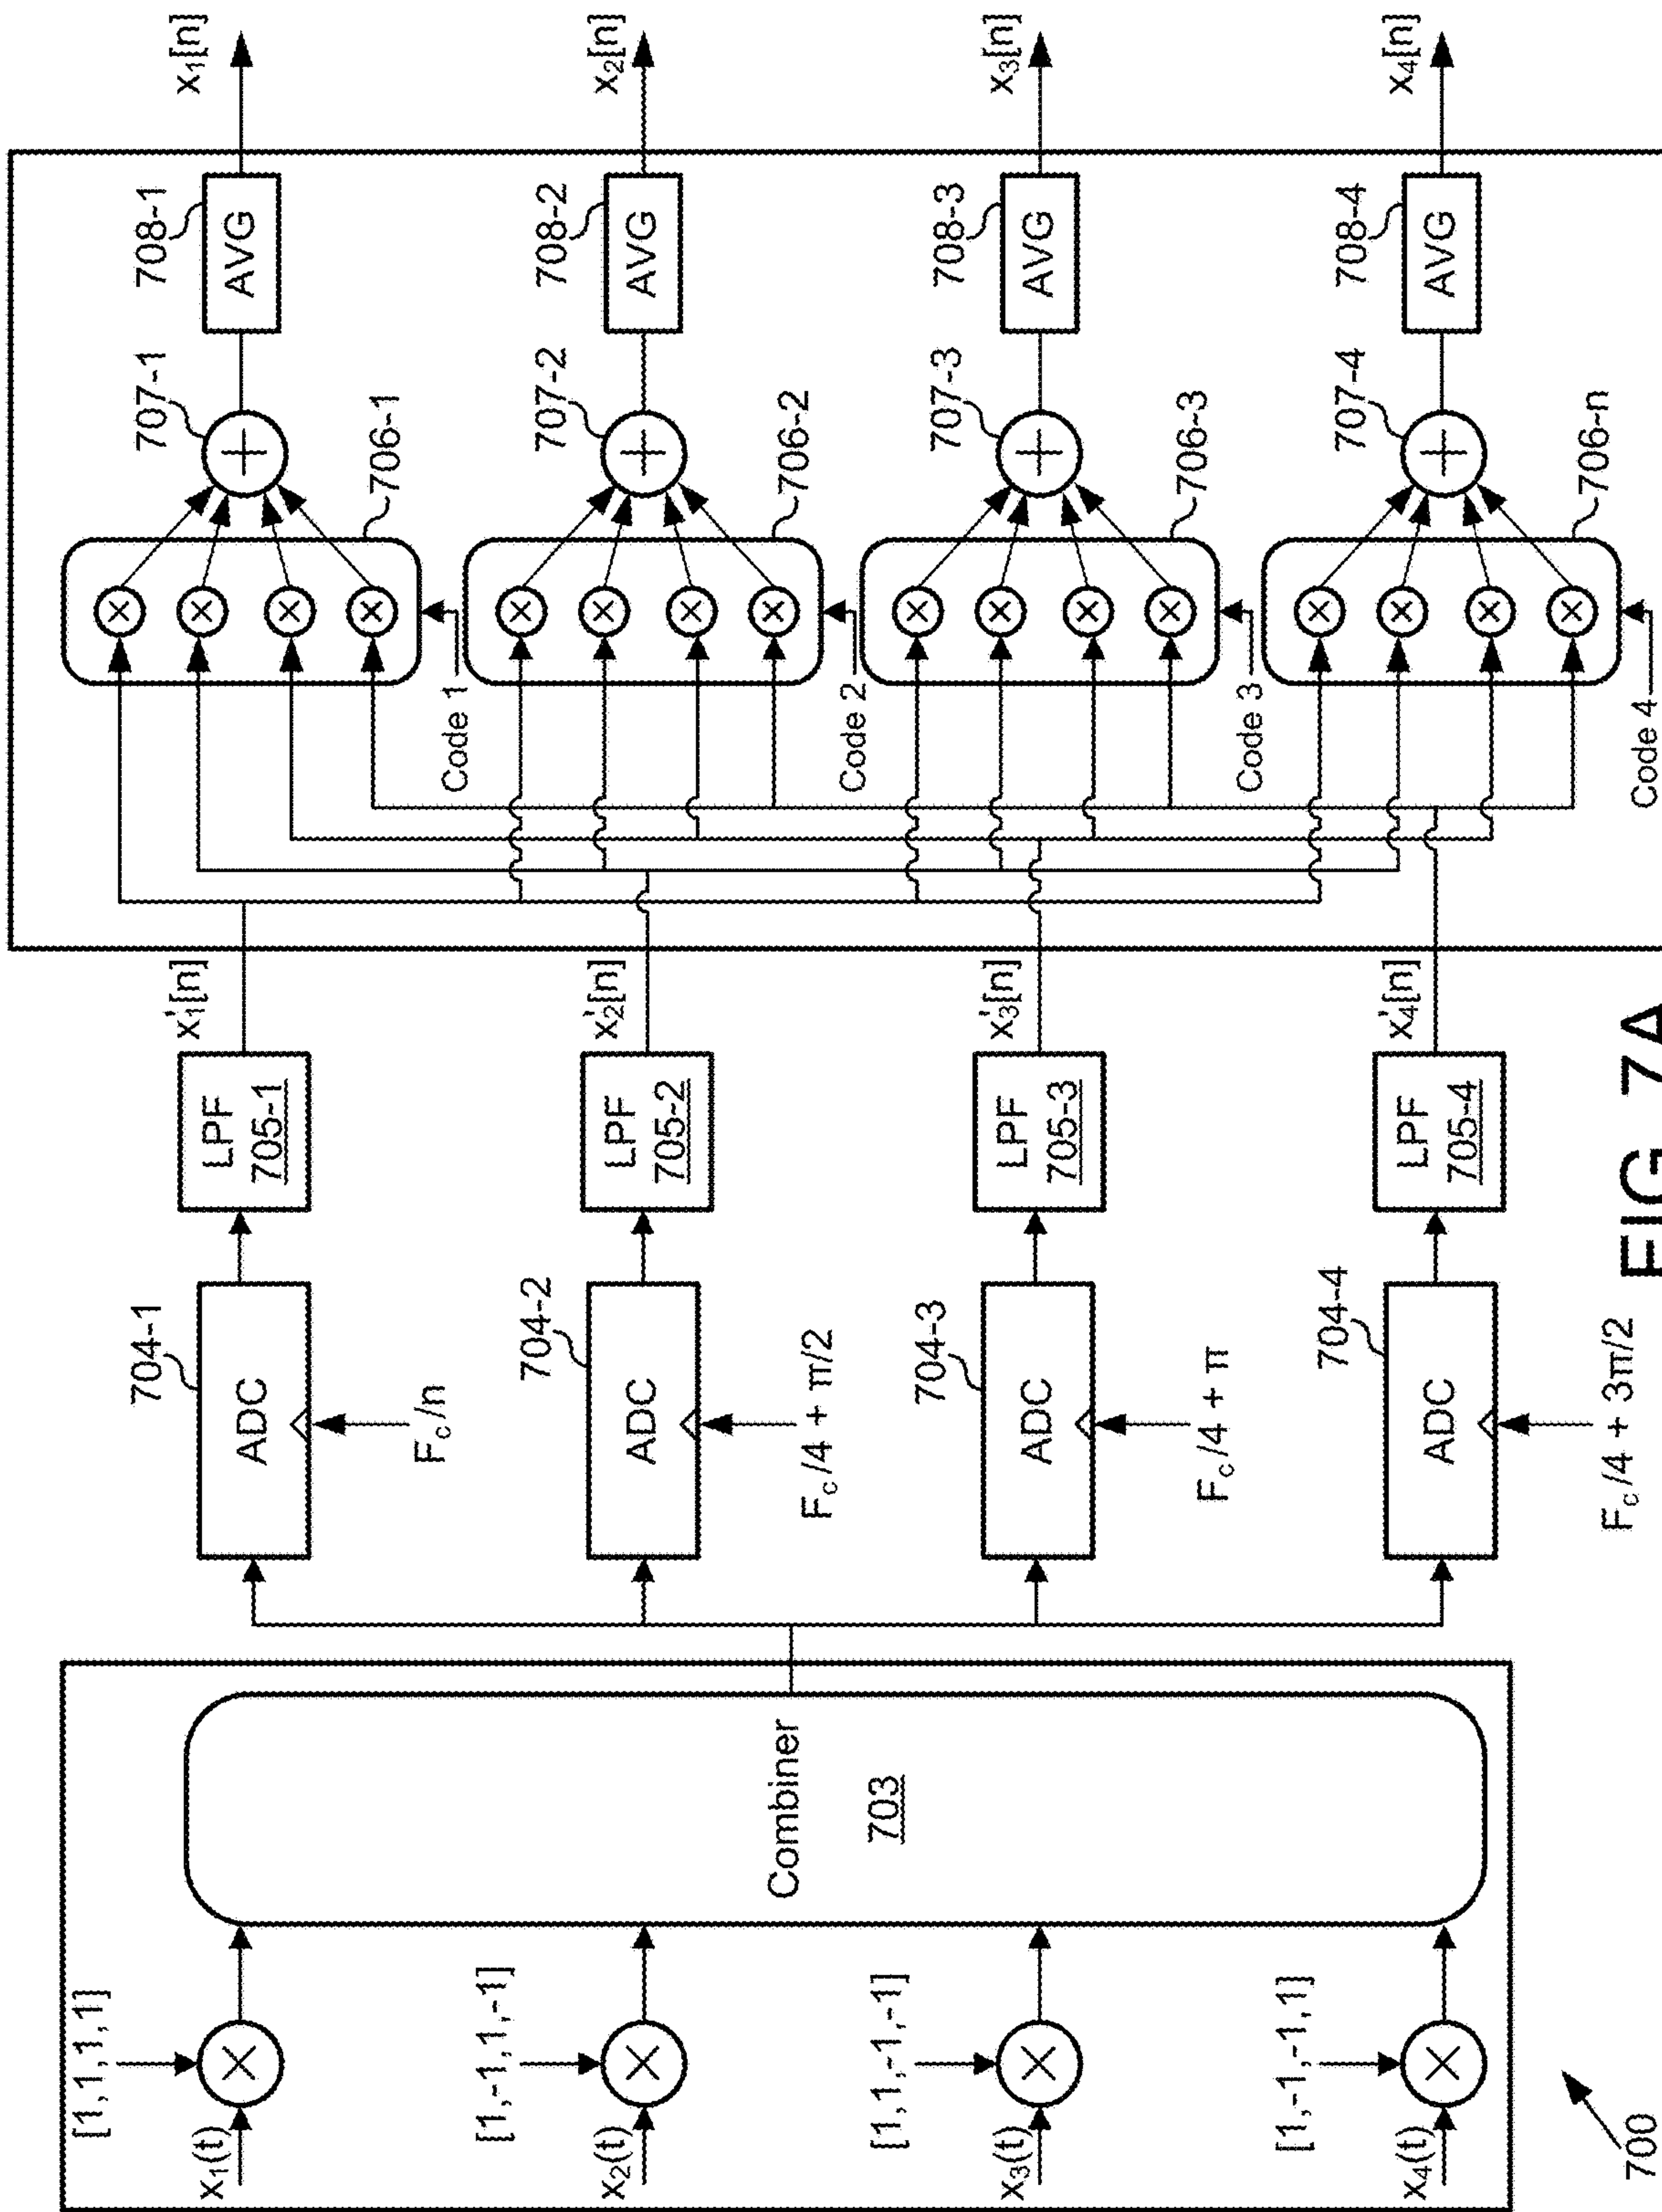 [1,1,1,1]
x₁(t)
[1,-1,1,-1]
x₂(t)
[1,1,-1,-1]
x₃(t)
[1,-1,-1,1]
x₄(t)
Combiner
703
704-1
ADC
F_c/n
704-2
ADC
F_c/4 + π/2
704-3
ADC
F_c/4 + π
704-4
ADC
F_c/4 + 3π/2
LPF
705-1
x'₁[n]
LPF
705-2
x'₂[n]
LPF
705-3
x'₃[n]
LPF
705-4
x'₄[n]
Code 1
706-1
707-1
708-1
AVG
x₁[n]
Code 2
706-2
707-2
708-2
AVG
x₂[n]
Code 3
706-3
707-3
708-3
AVG
x₃[n]
Code 4
706-n
707-4
708-4
AVG
x₄[n]
700
FIG. 7A